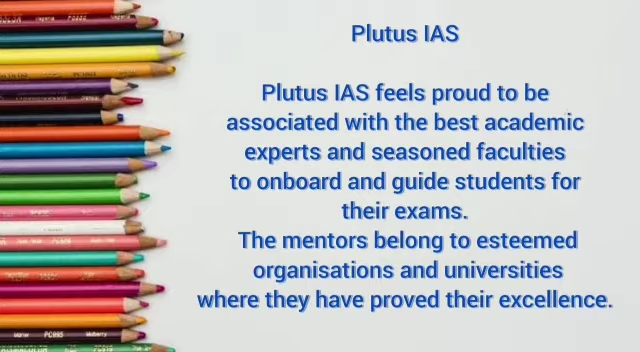 Plutus IAS
Plutus IAS feels proud to be
associated with the best academic
experts and seasoned faculties
to onboard and guide students for
their exams.
The mentors belong to esteemed
organisations and universities
where they have proved their excellence.
PC995
Mulberry